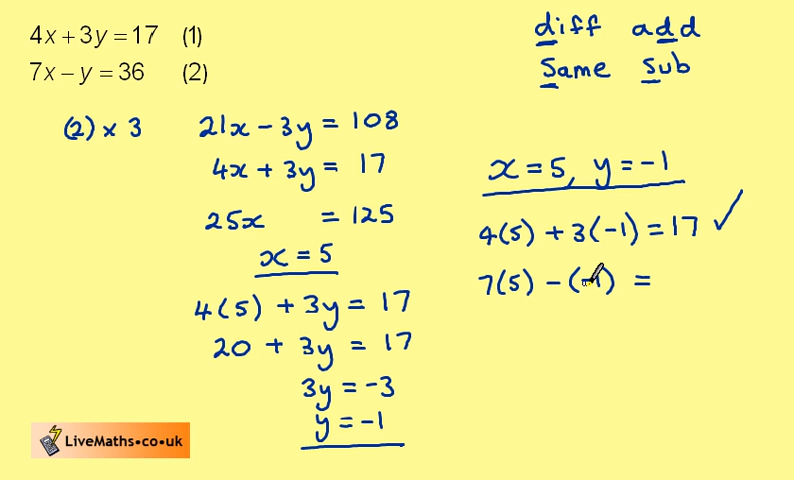 4x + 3y = 17 (1)
7x − y = 36 (2)
diff add
Same Sub
(2) × 3 21x − 3y = 108
4x + 3y = 17
25x = 125
x = 5
4(5) + 3y = 17
20 + 3y = 17
3y = −3
y = −1
x = 5, y = −1
4(5) + 3(−1) = 17 ✓
7(5) − (−1) =
LiveMaths•co•uk